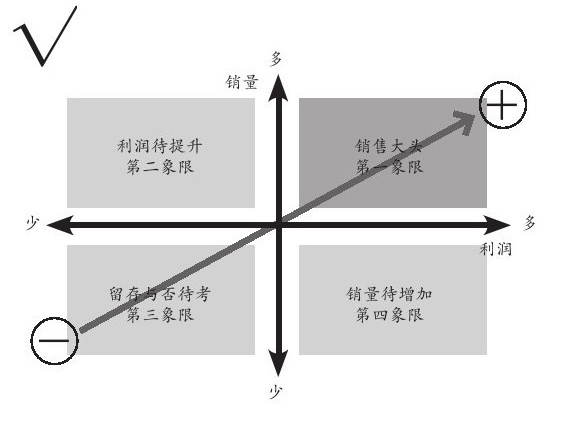 多
销量
利润待提升
第二象限
销售大头
第一象限
少
多
利润
留存与否待考
第三象限
销量待增加
第四象限
少